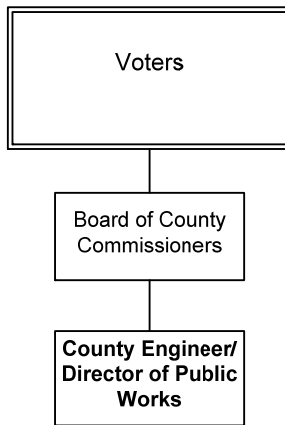 Voters
Board of County
Commissioners
County Engineer/
Director of Public
Works